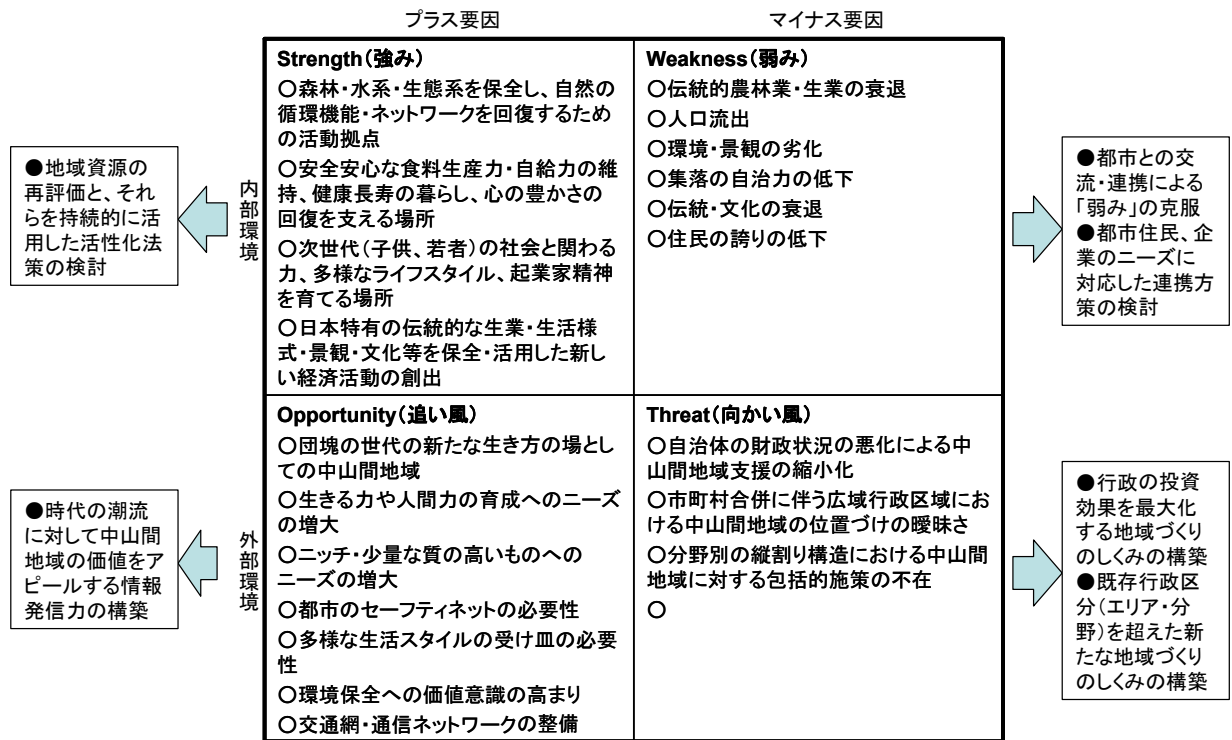 プラス要因
マイナス要因
Strength(強み)
○森林・水系・生態系を保全し、自然の
循環機能・ネットワークを回復するため
の活動拠点
○安全安心な食料生産力・自給力の維
持、健康長寿の暮らし、心の豊かさの
回復を支える場所
○次世代(子供、若者)の社会と関わる
力、多様なライフスタイル、起業家精神
を育てる場所
○日本特有の伝統的な生業・生活様
式・景観・文化等を保全・活用した新し
い経済活動の創出
Weakness(弱み)
○伝統的農林業・生業の衰退
○人口流出
○環境・景観の劣化
○集落の自治力の低下
○伝統・文化の衰退
○住民の誇りの低下
内部環境
●地域資源の
再評価と、それ
らを持続的に活
用した活性化方
策の検討
●都市との交
流・連携による
「弱み」の克服
●都市住民、企
業のニーズに
対応した連携方
策の検討
Opportunity(追い風)
○団塊の世代の新たな生き方の場とし
ての中山間地域
○生きる力や人間力の育成へのニーズ
の増大
○ニッチ・少量な質の高いものへの
ニーズの増大
○都市のセーフティネットの必要性
○多様な生活スタイルの受け皿の必要
性
○環境保全への価値意識の高まり
○交通網・通信ネットワークの整備
Threat(向かい風)
○自治体の財政状況の悪化による中
山間地域支援の縮小化
○市町村合併に伴う広域行政区域にお
ける中山間地域の位置づけの曖昧さ
○分野別の縦割り構造における中山間
地域に対する包括的施策の不在
○
外部環境
●時代の潮流
に対して中山間
地域の価値をア
ピールする情報
発信力の構築
●行政の投資
効果を最大化
する地域づくり
のしくみの構築
●既存行政区
分(エリア・分
野)を超えた新
たな地域づくり
のしくみの構築